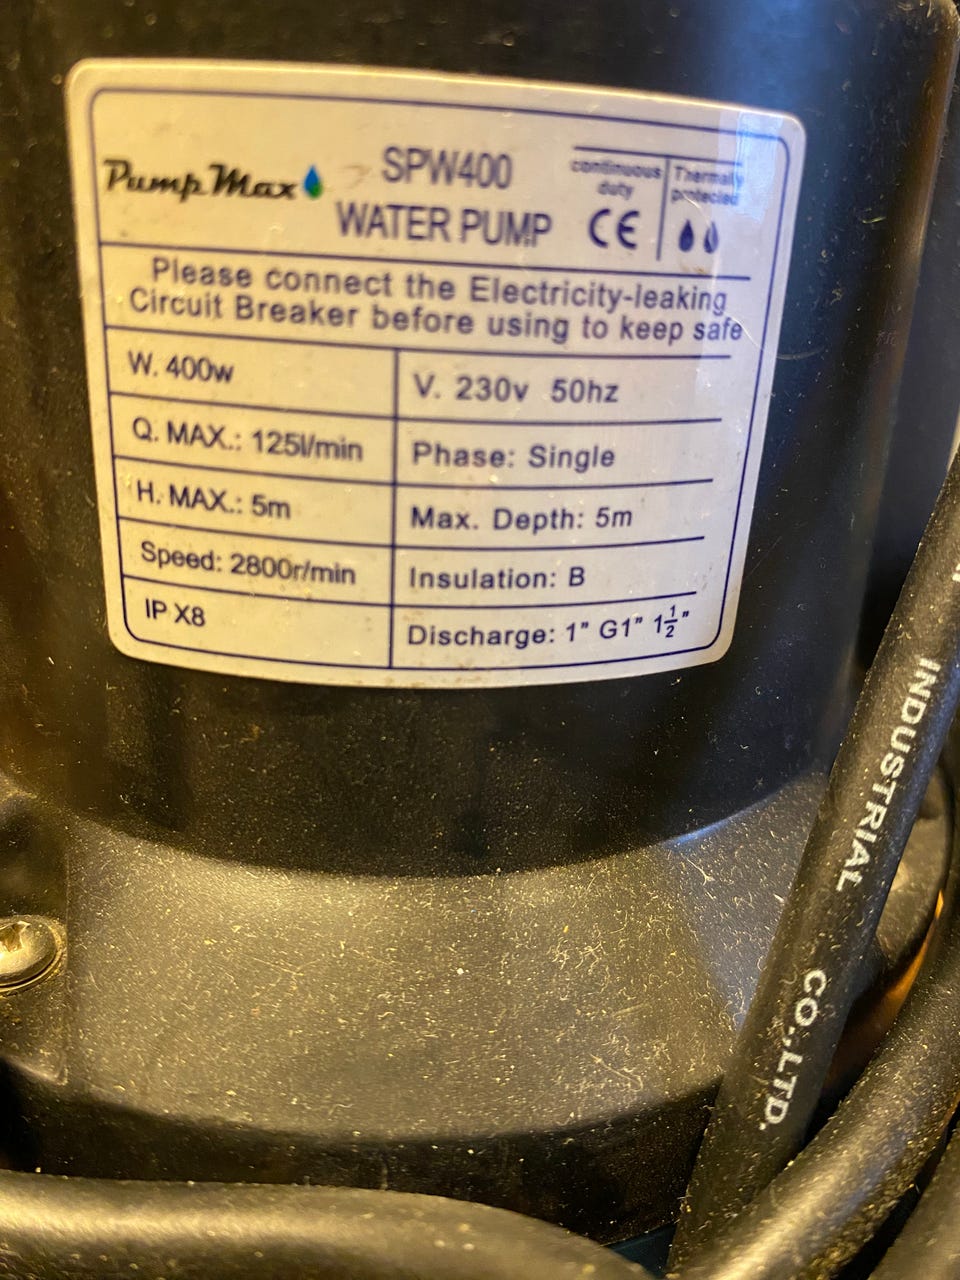 Pump Max
SPW400
WATER PUMP
continuous duty
CE
Thermally protected
Please connect the Electricity-leaking
Circuit Breaker before using to keep safe
W. 400w
V. 230v 50hz
Q. MAX.: 125l/min
Phase: Single
H. MAX.: 5m
Max. Depth: 5m
Speed: 2800r/min
Insulation: B
IP X8
Discharge: 1" G1" 1½"
INDUSTRIAL CO.,LTD.